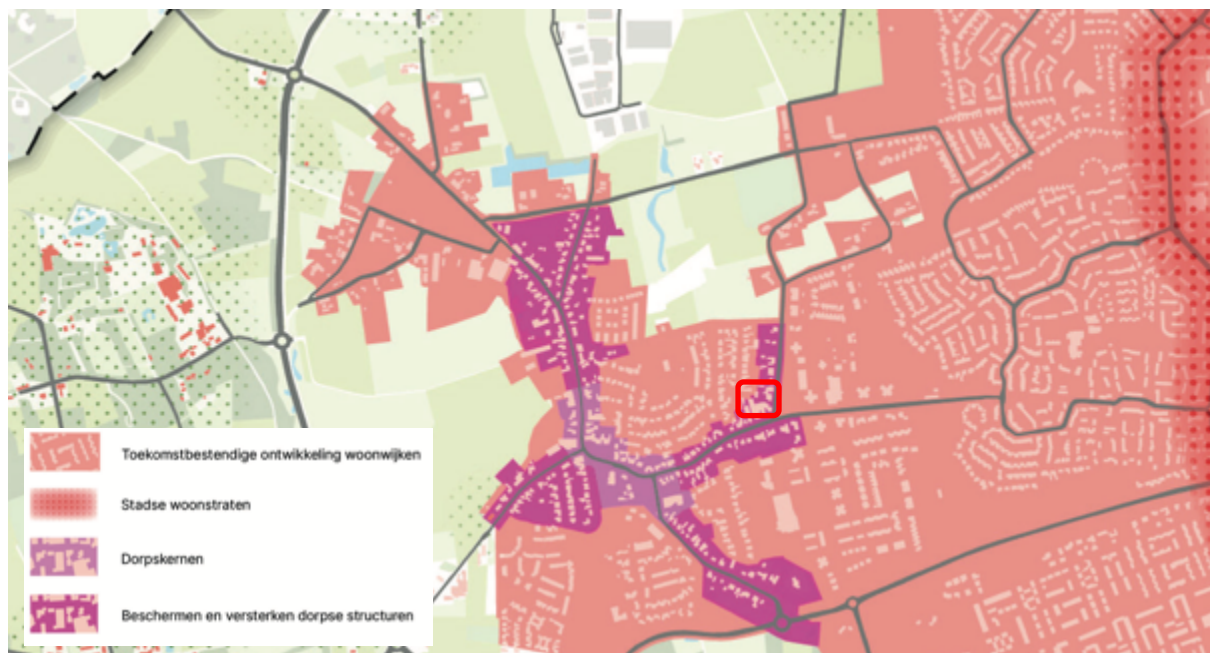 Toekomstbestendige ontwikkeling woonwijken
Stadse woonstraten
Dorpskernen
Beschermen en versterken dorpse structuren